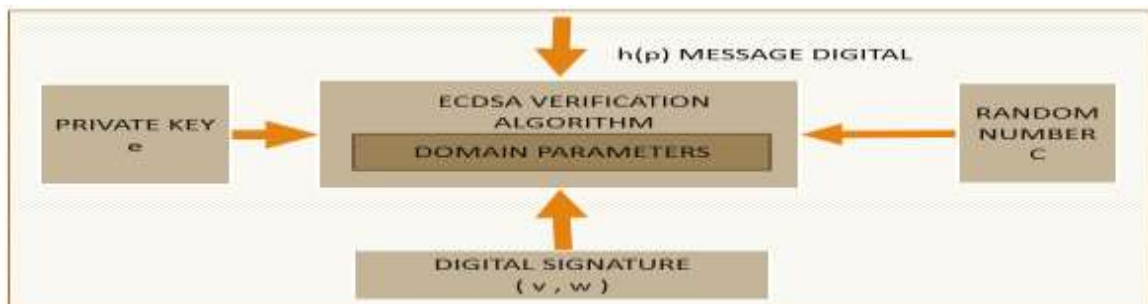 h(p) MESSAGE DIGITAL
PRIVATE KEY
e
ECDSA VERIFICATION
ALGORITHM
DOMAIN PARAMETERS
RANDOM
NUMBER
C
DIGITAL SIGNATURE
( v , w )